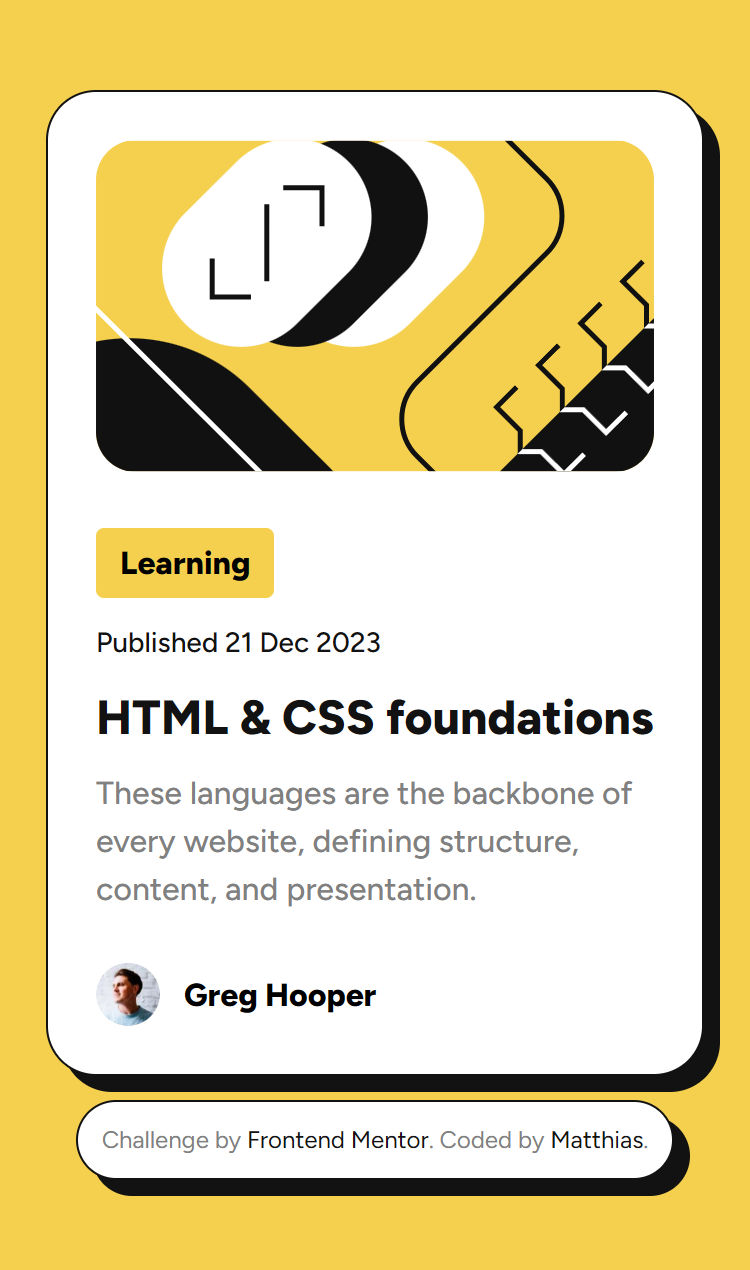 Learning
Published 21 Dec 2023
HTML & CSS foundations
These languages are the backbone of
every website, defining structure,
content, and presentation.
Greg Hooper
Challenge by Frontend Mentor. Coded by Matthias.